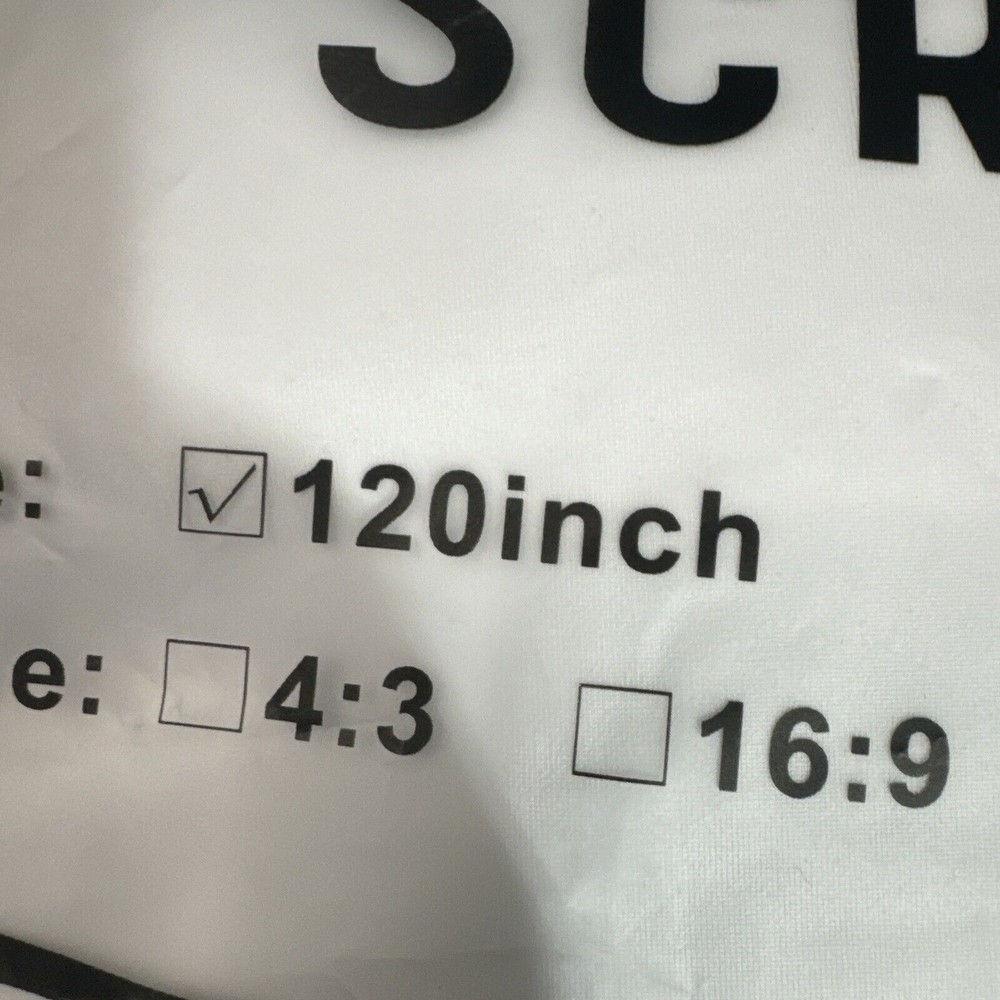 SCR
e: ☑120inch
e: ☐4:3 ☐16:9